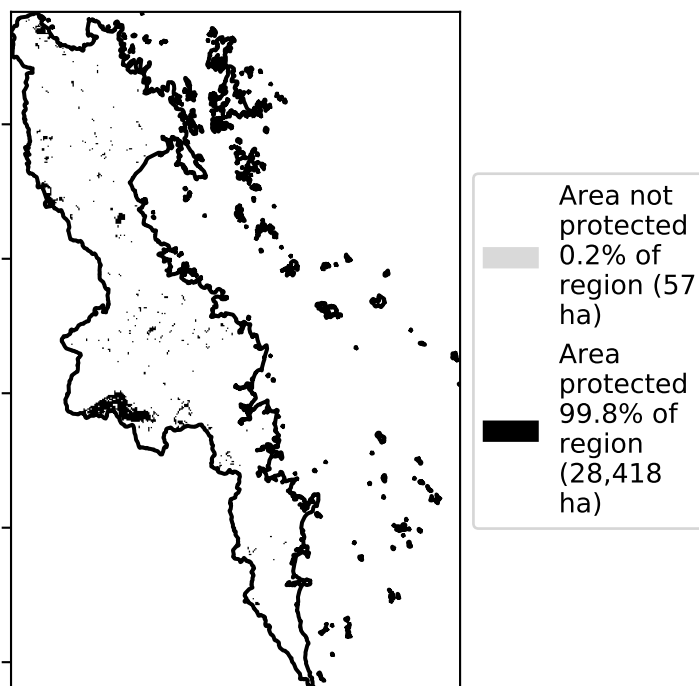 Area not
protected
0.2% of
region (57
ha)
Area
protected
99.8% of
region
(28,418
ha)